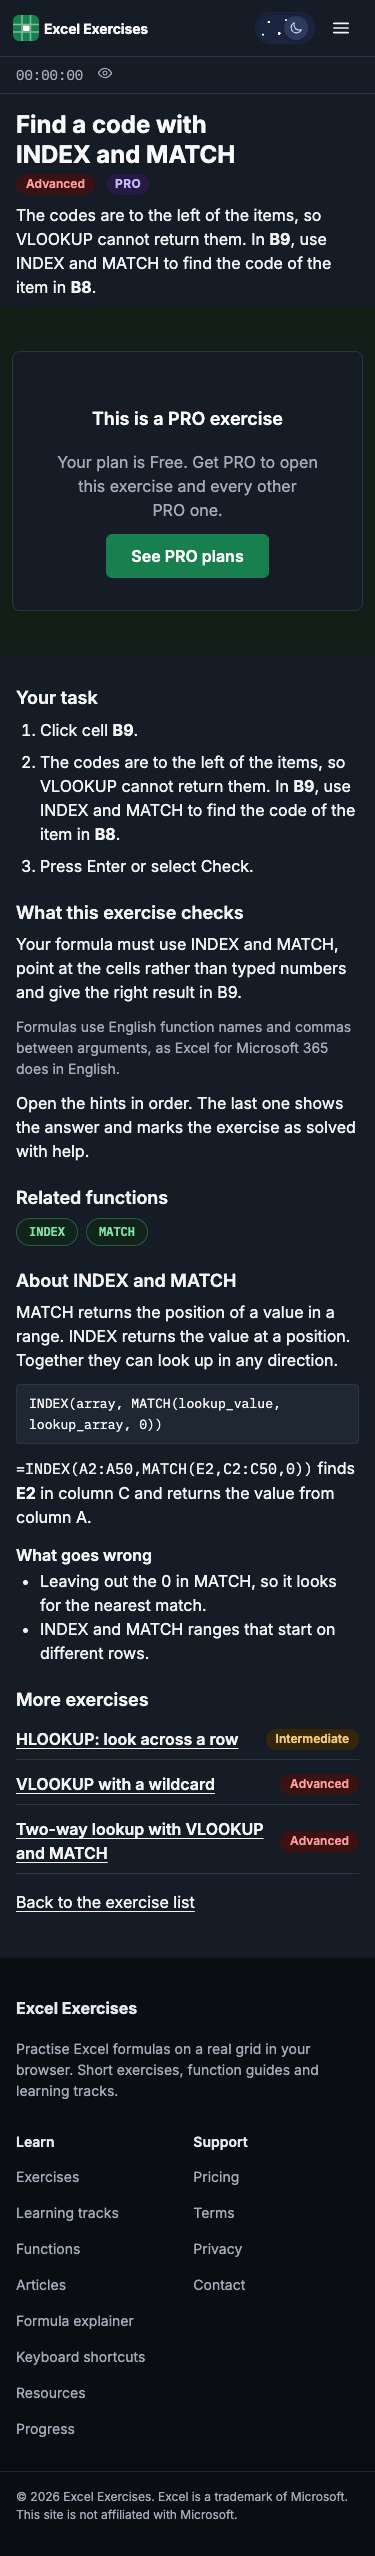 Excel Exercises
00:00:00
Find a code with
INDEX and MATCH
Advanced PRO
The codes are to the left of the items, so
VLOOKUP cannot return them. In B9, use
INDEX and MATCH to find the code of the
item in B8.
This is a PRO exercise
Your plan is Free. Get PRO to open
this exercise and every other
PRO one.
See PRO plans
Your task
1. Click cell B9.
2. The codes are to the left of the items, so
VLOOKUP cannot return them. In B9, use
INDEX and MATCH to find the code of the
item in B8.
3. Press Enter or select Check.
What this exercise checks
Your formula must use INDEX and MATCH,
point at the cells rather than typed numbers
and give the right result in B9.
Formulas use English function names and commas
between arguments, as Excel for Microsoft 365
does in English.
Open the hints in order. The last one shows
the answer and marks the exercise as solved
with help.
Related functions
INDEX MATCH
About INDEX and MATCH
MATCH returns the position of a value in a
range. INDEX returns the value at a position.
Together they can look up in any direction.
INDEX(array, MATCH(lookup_value,
lookup_array, 0))
=INDEX(A2:A50,MATCH(E2,C2:C50,0)) finds
E2 in column C and returns the value from
column A.
What goes wrong
• Leaving out the 0 in MATCH, so it looks
for the nearest match.
• INDEX and MATCH ranges that start on
different rows.
More exercises
HLOOKUP: look across a row Intermediate
VLOOKUP with a wildcard Advanced
Two-way lookup with VLOOKUP
and MATCH Advanced
Back to the exercise list
Excel Exercises
Practise Excel formulas on a real grid in your
browser. Short exercises, function guides and
learning tracks.
Learn
Exercises
Learning tracks
Functions
Articles
Formula explainer
Keyboard shortcuts
Resources
Progress
Support
Pricing
Terms
Privacy
Contact
© 2026 Excel Exercises. Excel is a trademark of Microsoft.
This site is not affiliated with Microsoft.